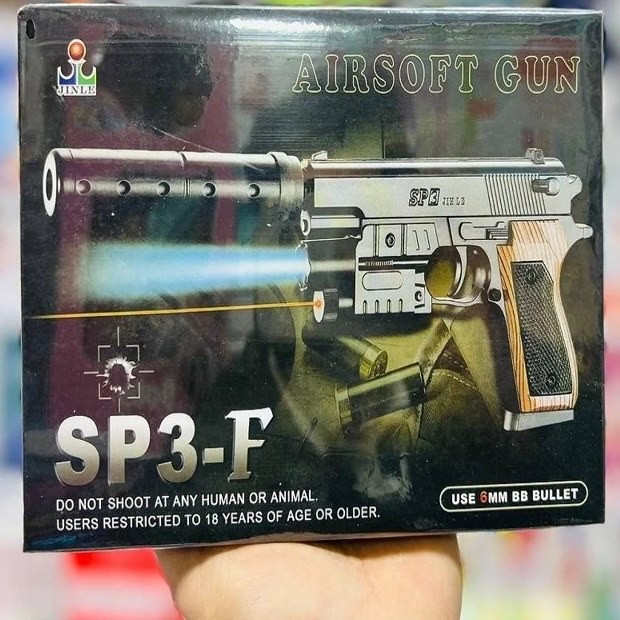 JINLE
AIRSOFT GUN
SP3 JINLE
SP3-F
DO NOT SHOOT AT ANY HUMAN OR ANIMAL.
USERS RESTRICTED TO 18 YEARS OF AGE OR OLDER.
USE 6MM BB BULLET